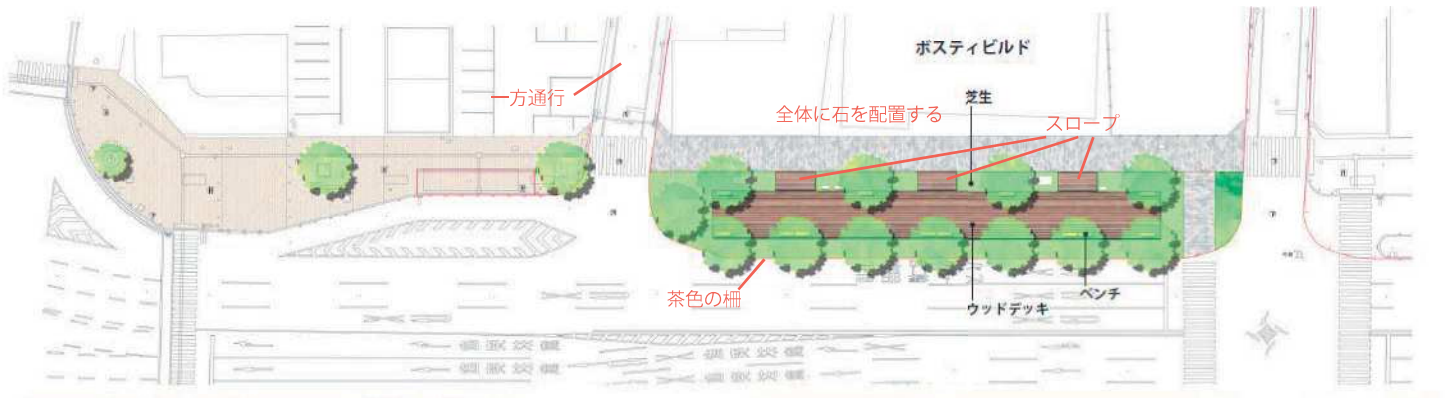 ボスティビルド
一方通行
芝生
全体に石を配置する
スロープ
茶色の柵
ベンチ
ウッドデッキ